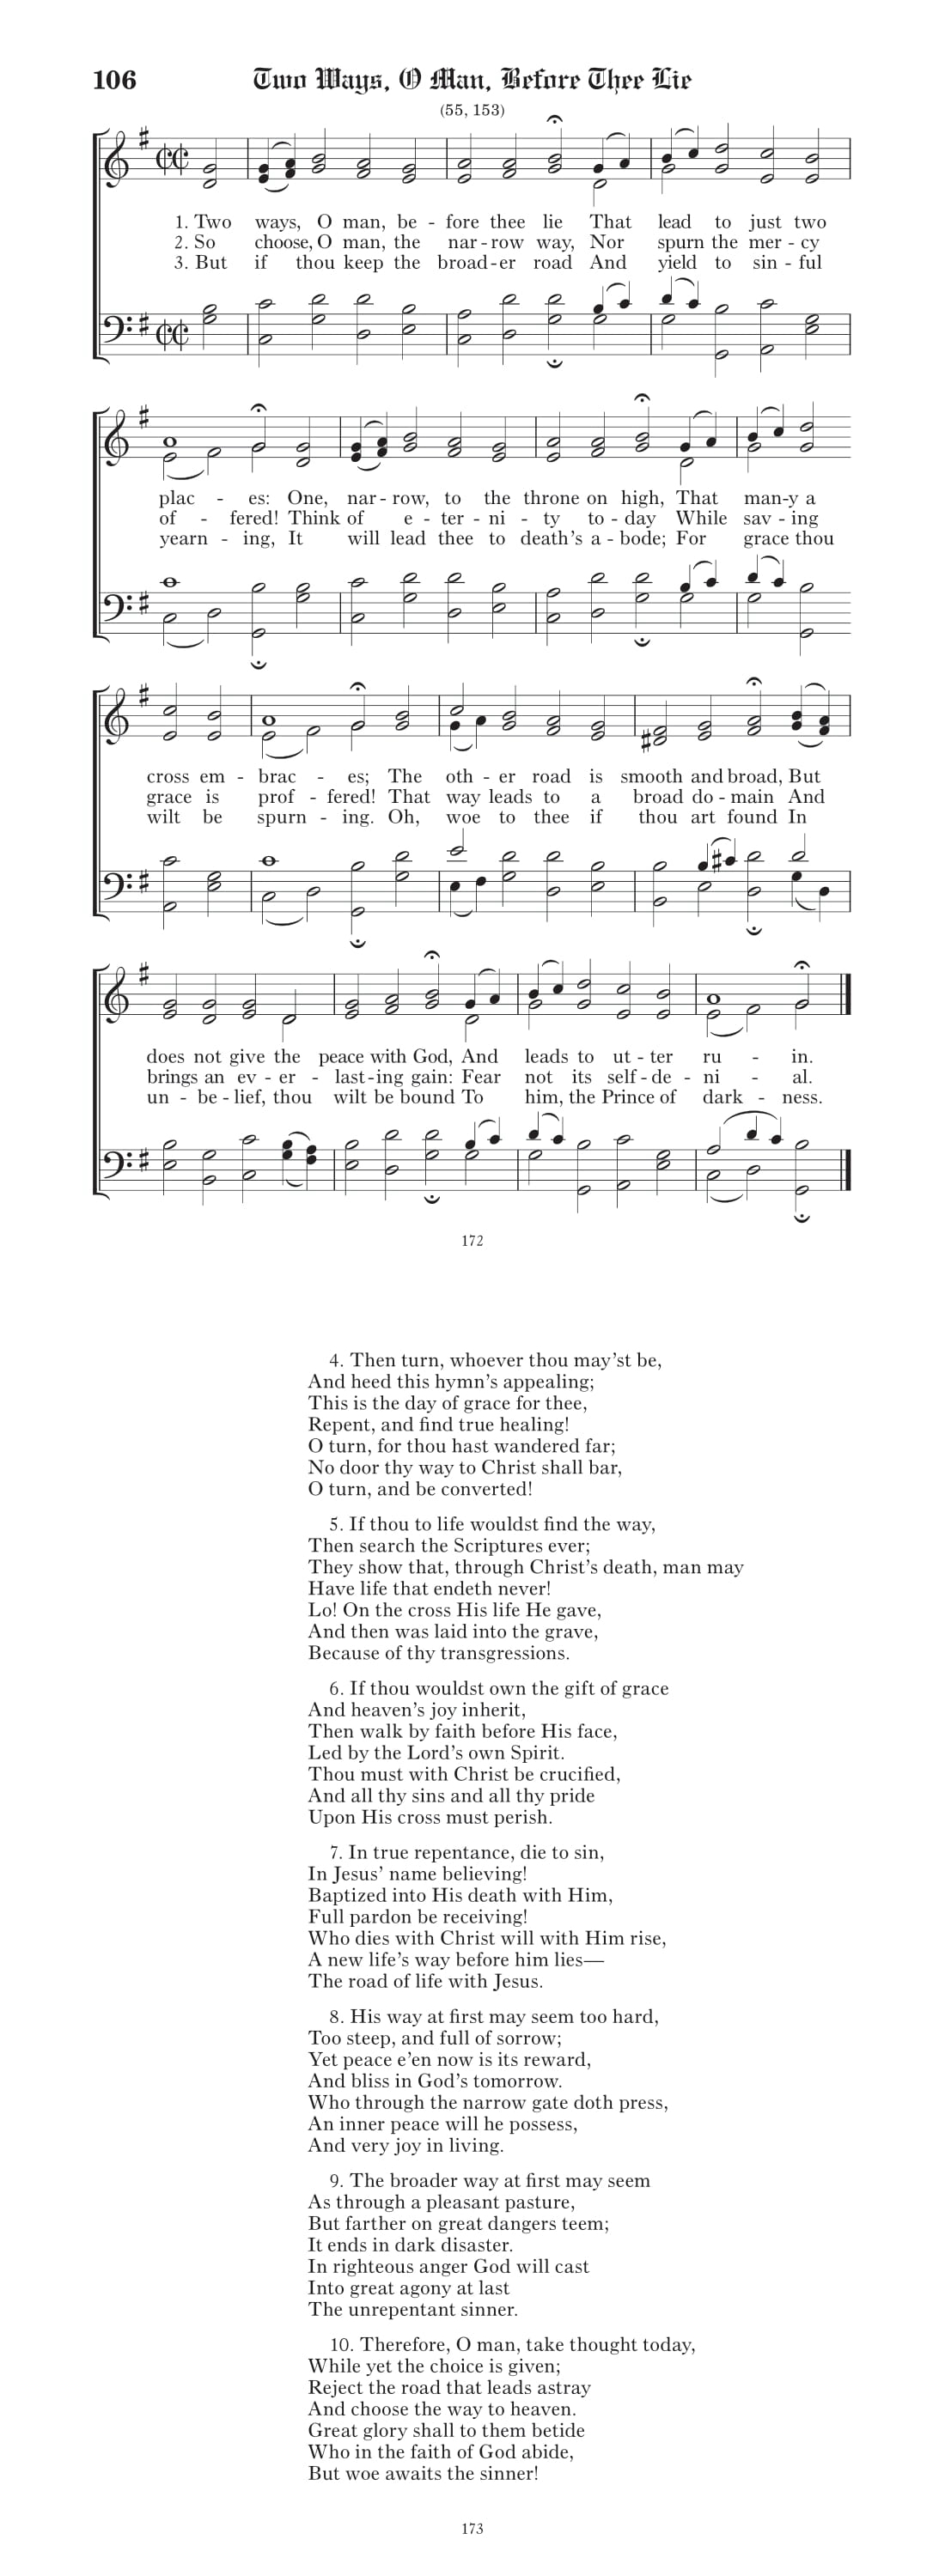 106 Two Ways, O Man, Before Thee Lie
(55, 153)
1. Two ways, O man, be - fore thee lie That lead to just two
2. So choose, O man, the nar - row way, Nor spurn the mer - cy
3. But if thou keep the broad - er road And yield to sin - ful
plac - es: One, nar - row, to the throne on high, That man - y a
of - fered! Think of e - ter - ni - ty to - day While sav - ing
yearn - ing, It will lead thee to death’s a - bode; For grace thou
cross em - brac - es; The oth - er road is smooth and broad, But
grace is prof - fered! That way leads to a broad do - main And
wilt be spurn - ing. Oh, woe to thee if thou art found In
does not give the peace with God, And leads to ut - ter ru - in.
brings an ev - er - last - ing gain: Fear not its self - de - ni - al.
un - be - lief, thou wilt be bound To him, the Prince of dark - ness.
172
4. Then turn, whoever thou may’st be,
And heed this hymn’s appealing;
This is the day of grace for thee,
Repent, and find true healing!
O turn, for thou hast wandered far;
No door thy way to Christ shall bar,
O turn, and be converted!
5. If thou to life wouldst find the way,
Then search the Scriptures ever;
They show that, through Christ’s death, man may
Have life that endeth never!
Lo! On the cross His life He gave,
And then was laid into the grave,
Because of thy transgressions.
6. If thou wouldst own the gift of grace
And heaven’s joy inherit,
Then walk by faith before His face,
Led by the Lord’s own Spirit.
Thou must with Christ be crucified,
And all thy sins and all thy pride
Upon His cross must perish.
7. In true repentance, die to sin,
In Jesus’ name believing!
Baptized into His death with Him,
Full pardon be receiving!
Who dies with Christ will with Him rise,
A new life’s way before him lies—
The road of life with Jesus.
8. His way at first may seem too hard,
Too steep, and full of sorrow;
Yet peace e’en now is its reward,
And bliss in God’s tomorrow.
Who through the narrow gate doth press,
An inner peace will he possess,
And very joy in living.
9. The broader way at first may seem
As through a pleasant pasture,
But farther on great dangers teem;
It ends in dark disaster.
In righteous anger God will cast
Into great agony at last
The unrepentant sinner.
10. Therefore, O man, take thought today,
While yet the choice is given;
Reject the road that leads astray
And choose the way to heaven.
Great glory shall to them betide
Who in the faith of God abide,
But woe awaits the sinner!
173